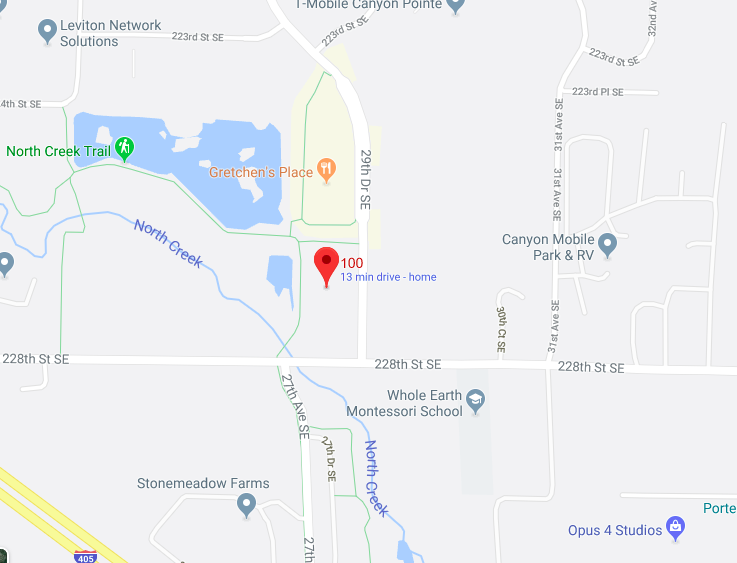 T-Mobile Canyon Pointe
Leviton Network
Solutions
223rd St SE
223rd St SE
32nd Av
223rd St SE
223rd Pl SE
4th St SE
31st Ave SE
31st Ave SE
North Creek Trail
29th Dr SE
Gretchen's Place
North Creek
Canyon Mobile
Park & RV
100
13 min drive - home
30th Ct SE
31st Ave SE
228th St SE
228th St SE
228th St SE
27th Ave SE
Whole Earth
Montessori School
27th Dr SE
North Creek
Stonemeadow Farms
Porte
Opus 4 Studios
27th
405